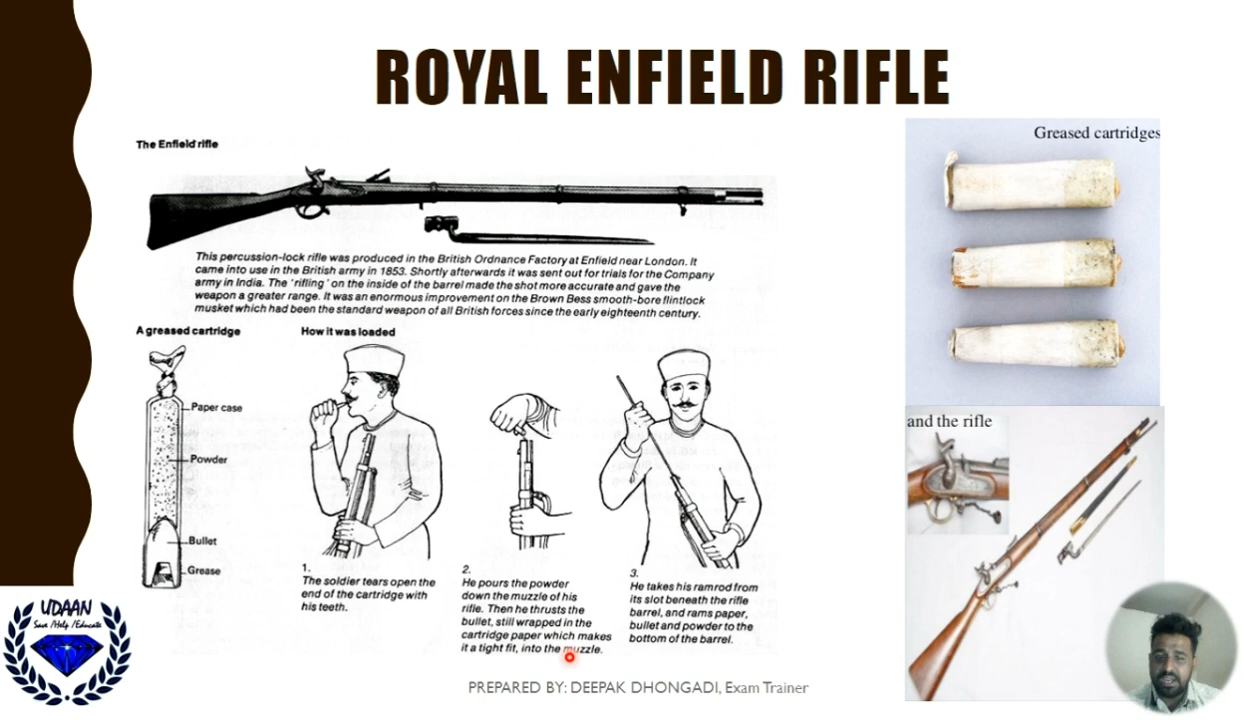 ROYAL ENFIELD RIFLE
The Enfield rifle
This percussion-lock rifle was produced in the British Ordnance Factory at Enfield near London. It
came into use in the British army in 1853. Shortly afterwards it was sent out for trials for the Company
army in India. The 'rifling' on the inside of the barrel made the shot more accurate and gave the
weapon a greater range. It was an enormous improvement on the Brown Bess smooth-bore flintlock
musket which had been the standard weapon of all British forces since the early eighteenth century.
A greased cartridge
Paper case
Powder
Bullet
Grease
How it was loaded
1.
The soldier tears open the
end of the cartridge with
his teeth.
2.
He pours the powder
down the muzzle of his
rifle. Then he thrusts the
bullet, still wrapped in the
cartridge paper which makes
it a tight fit, into the muzzle.
3.
He takes his ramrod from
its slot beneath the rifle
barrel, and rams paper,
bullet and powder to the
bottom of the barrel.
Greased cartridges
and the rifle
UDAAN
Save /Help /Educate
PREPARED BY: DEEPAK DHONGADI, Exam Trainer